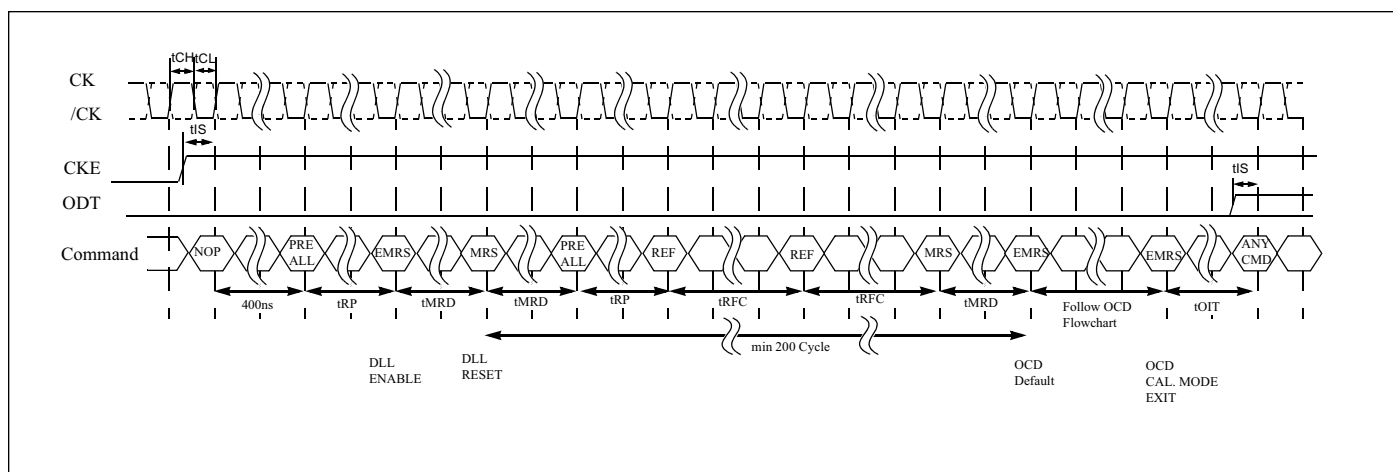 tCH tCL
CK
/CK
tIS
CKE
tIS
ODT
Command NOP PRE ALL EMRS MRS PRE ALL REF REF MRS EMRS EMRS ANY CMD
400ns tRP tMRD tMRD tRP tRFC tRFC tMRD Follow OCD Flowchart tOIT
min 200 Cycle
DLL ENABLE
DLL RESET
OCD Default
OCD CAL. MODE EXIT